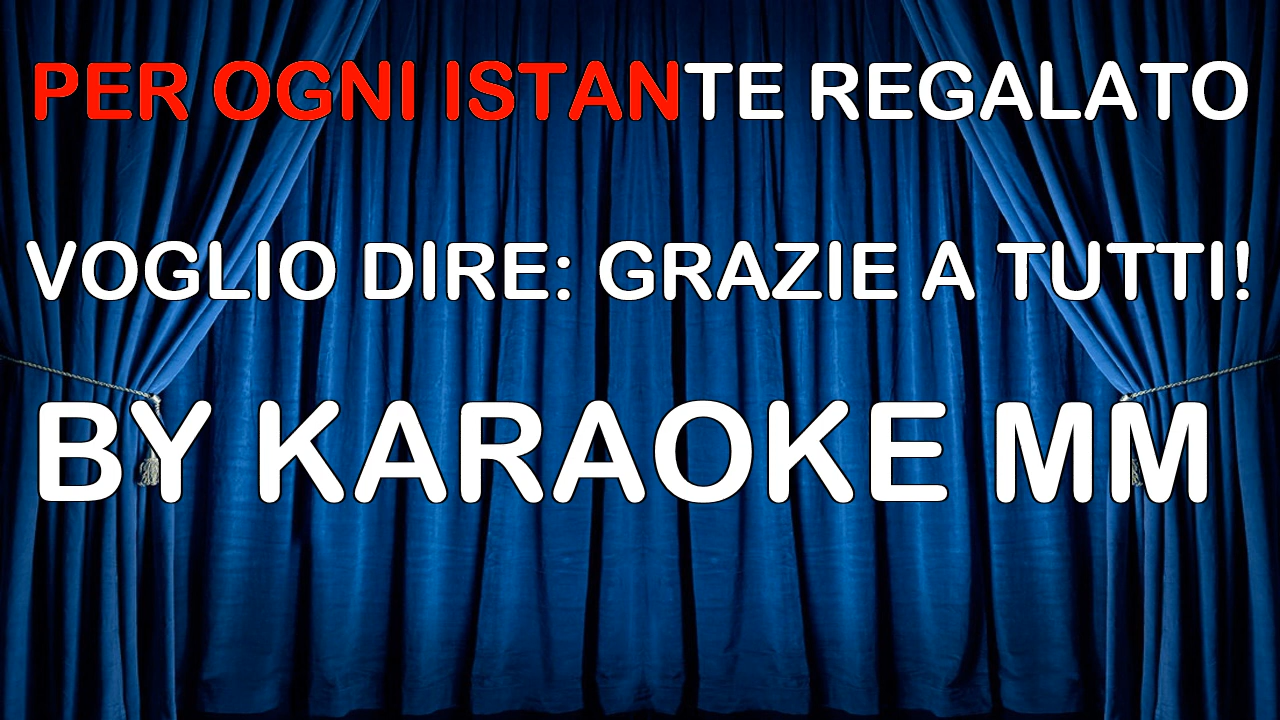 PER OGNI ISTANTE REGALATO
VOGLIO DIRE: GRAZIE A TUTTI!
BY KARAOKE MM